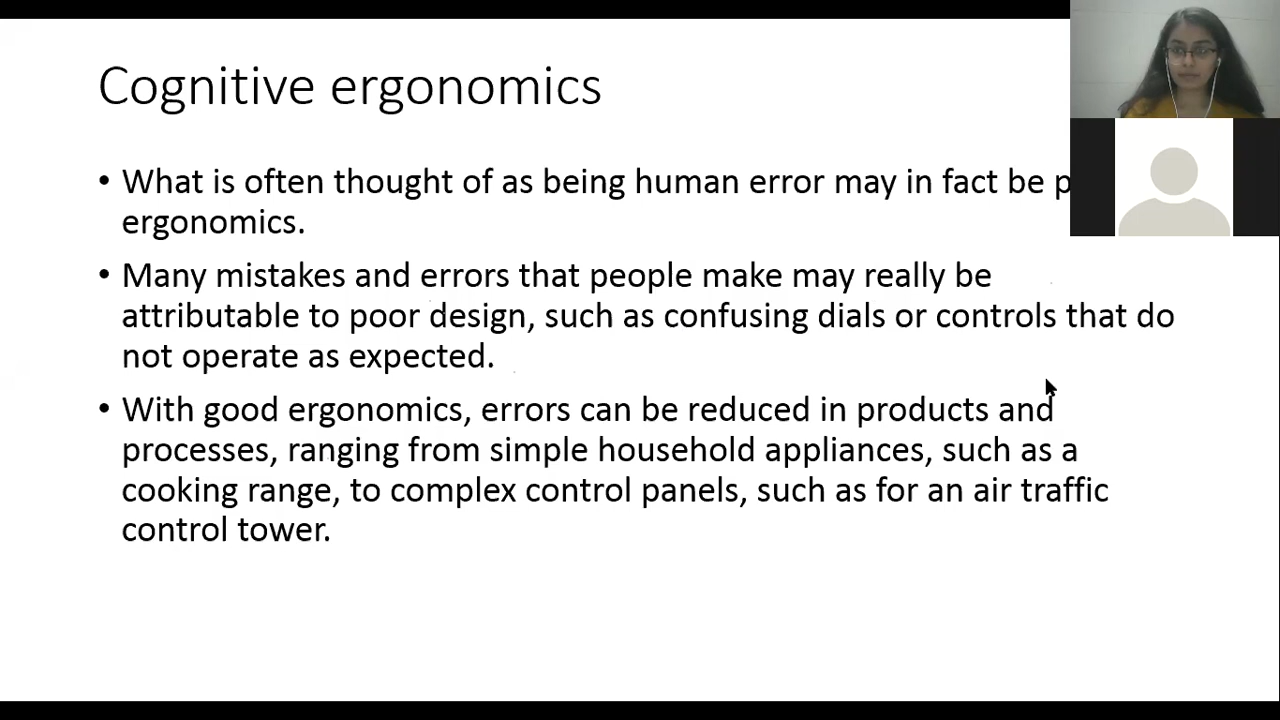 Cognitive ergonomics
• What is often thought of as being human error may in fact be
ergonomics.
• Many mistakes and errors that people make may really be
attributable to poor design, such as confusing dials or controls that do
not operate as expected.
• With good ergonomics, errors can be reduced in products and
processes, ranging from simple household appliances, such as a
cooking range, to complex control panels, such as for an air traffic
control tower.